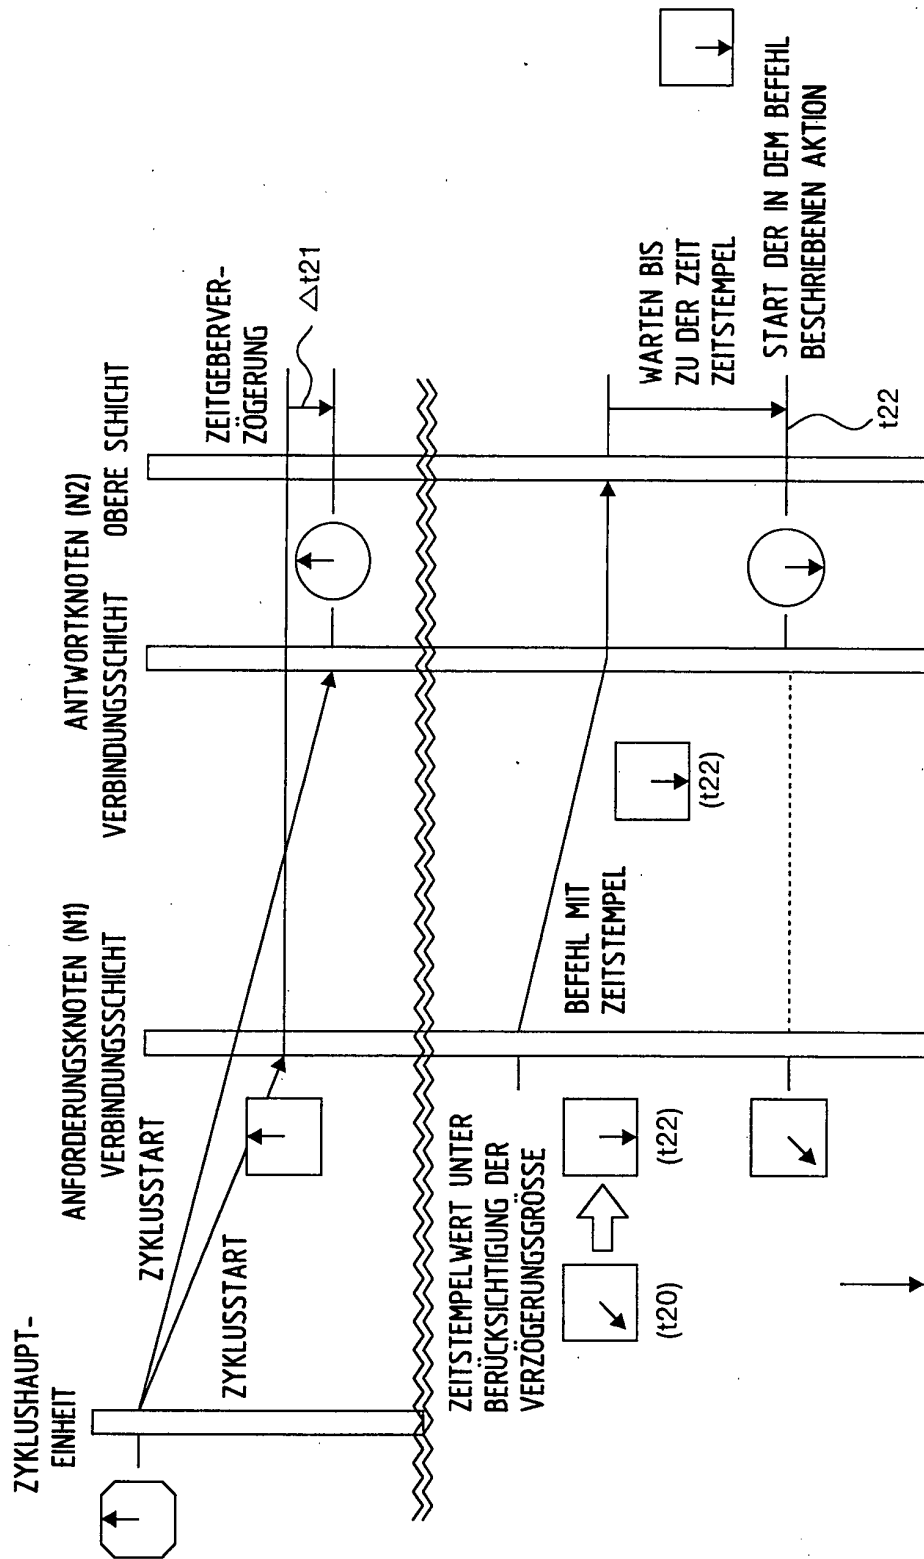 ZYKLUSHAUPT-
EINHEIT
ANFORDERUNGSKNOTEN (N1)
VERBINDUNGSSCHICHT
ANTWORTKNOTEN (N2)
VERBINDUNGSSCHICHT
OBERE SCHICHT
ZYKLUSSTART
ZYKLUSSTART
ZEITGEBERVER-
ZÖGERUNG
△t21
ZEITSTEMPELWERT UNTER
BERÜCKSICHTIGUNG DER
VERZÖGERUNGSGRÖSSE
(t20)
(t22)
BEFEHL MIT
ZEITSTEMPEL
(t22)
WARTEN BIS
ZU DER ZEIT
ZEITSTEMPEL
START DER IN DEM BEFEHL
BESCHRIEBENEN AKTION
t22